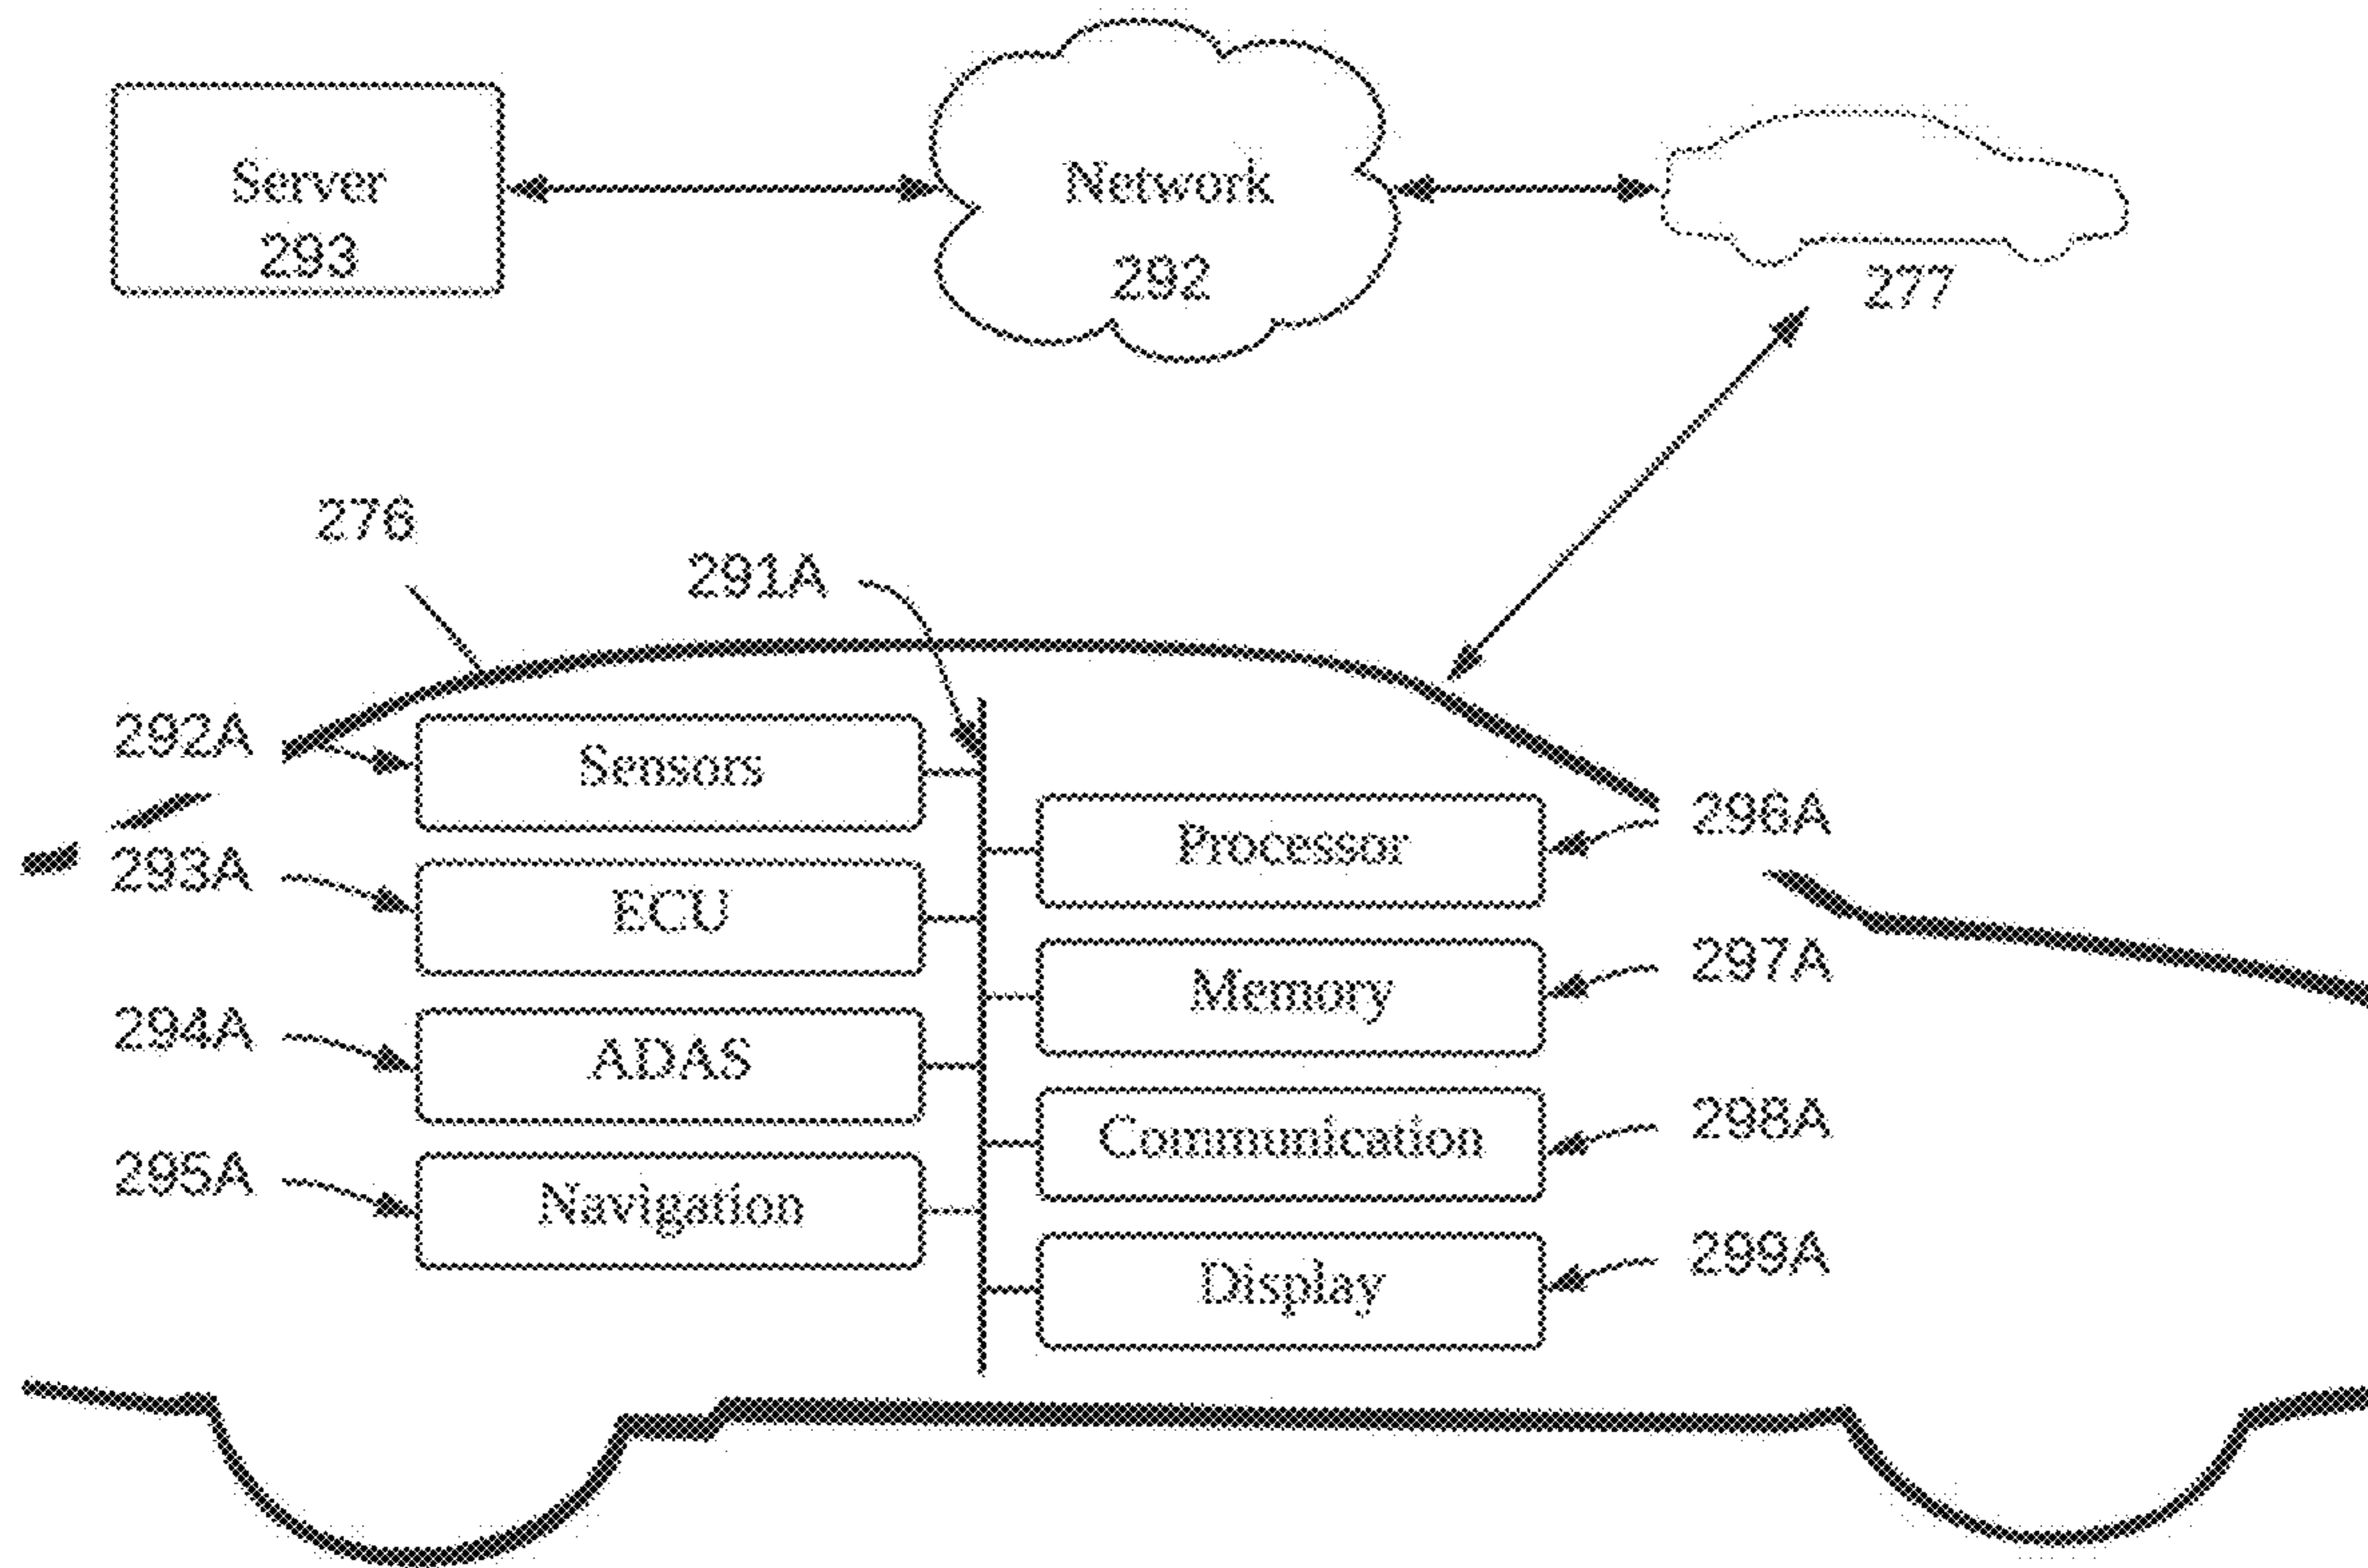 Server
293
Network
292
277
276
291A
292A
Sensors
Processor
296A
293A
ECU
Memory
297A
294A
ADAS
Communication
298A
295A
Navigation
Display
299A